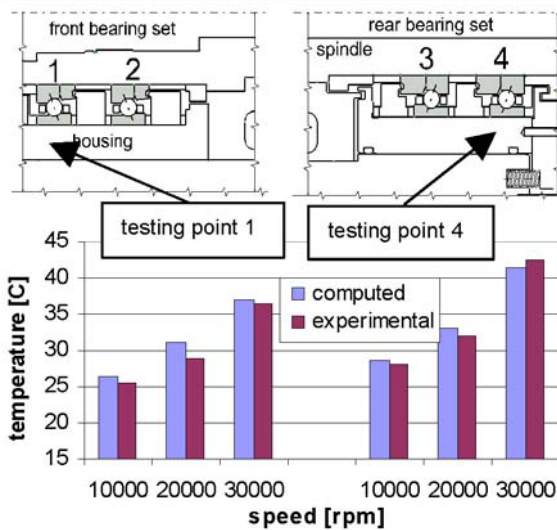 front bearing set
rear bearing set
spindle
1 2
3 4
housing
testing point 1
testing point 4
temperature [C]
45
40
35
30
25
20
15
computed
experimental
10000 20000 30000 10000 20000 30000
speed [rpm]